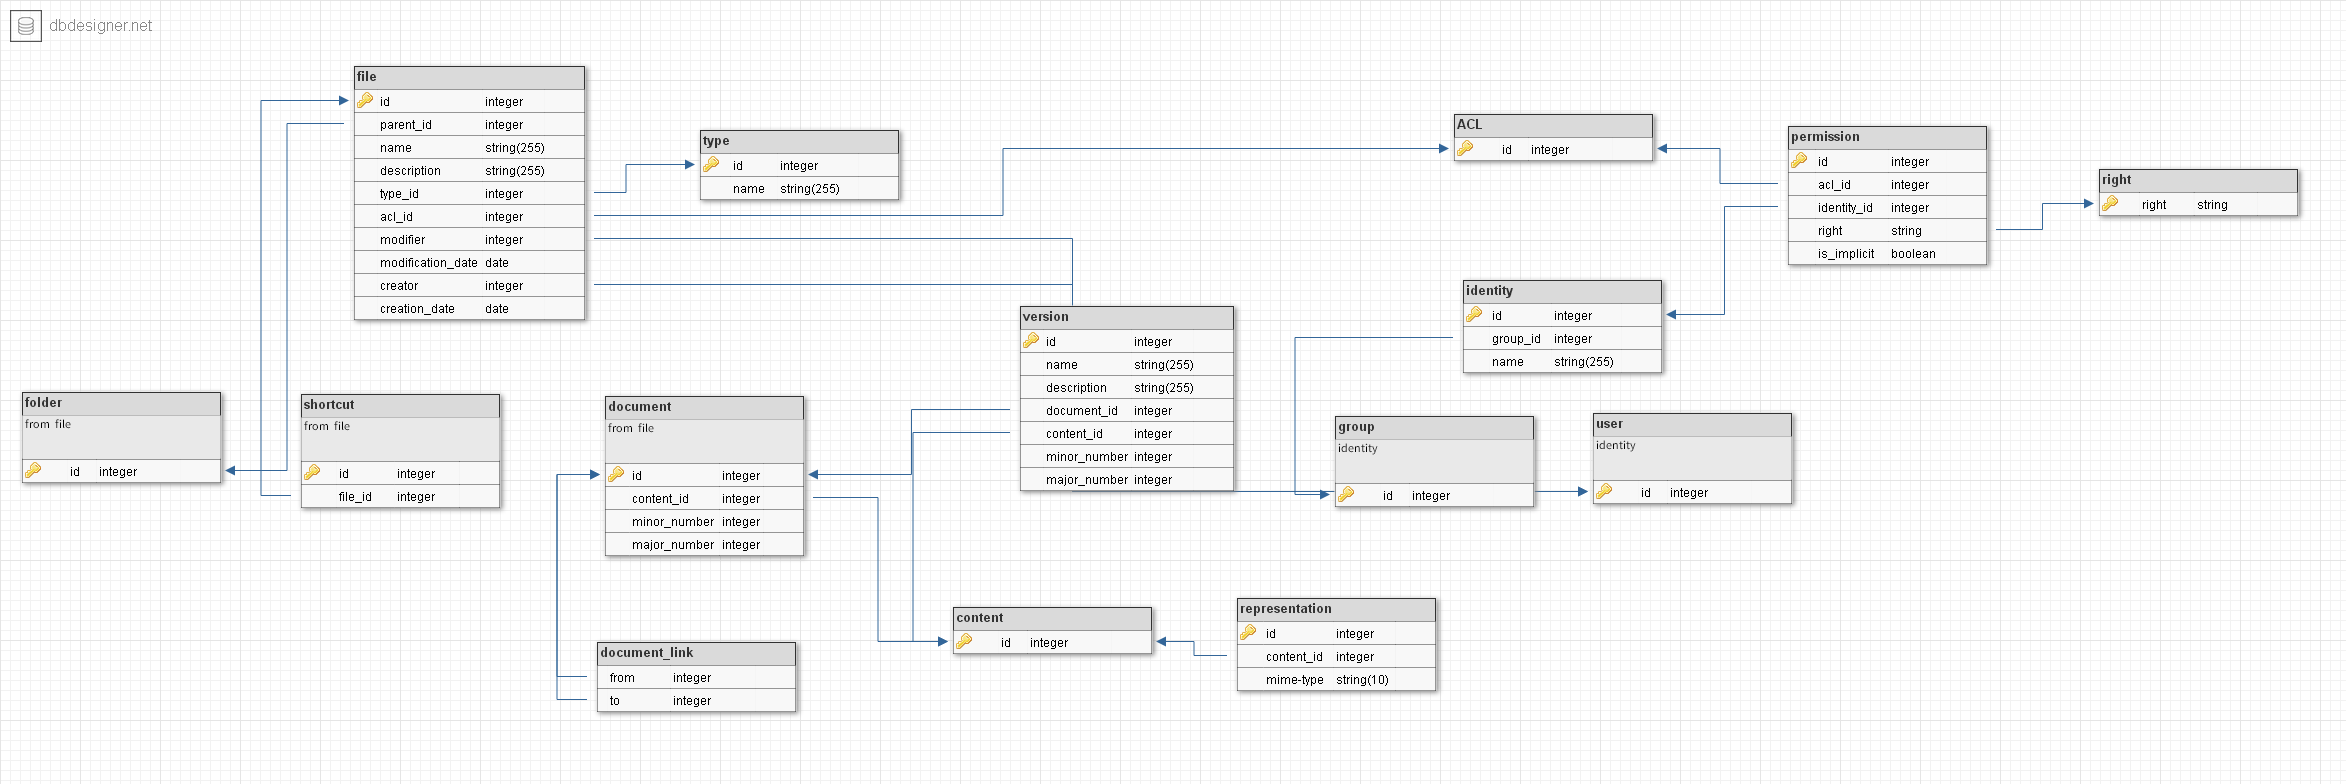 dbdesigner.net
file
id integer
parent_id integer
name string(255)
description string(255)
type_id integer
acl_id integer
modifier integer
modification_date date
creator integer
creation_date date
type
id integer
name string(255)
ACL
id integer
permission
id integer
acl_id integer
identity_id integer
right string
is_implicit boolean
right
right string
identity
id integer
group_id integer
name string(255)
version
id integer
name string(255)
description string(255)
document_id integer
content_id integer
minor_number integer
major_number integer
folder
from file
id integer
shortcut
from file
id integer
file_id integer
document
from file
id integer
content_id integer
minor_number integer
major_number integer
group
identity
id integer
user
identity
id integer
content
id integer
representation
id integer
content_id integer
mime-type string(10)
document_link
from integer
to integer